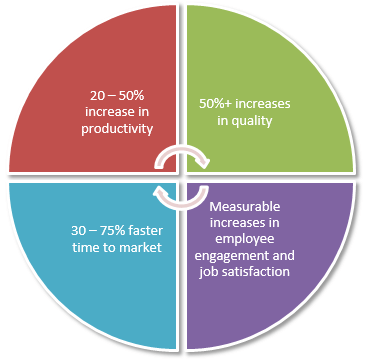 20 – 50%
increase in
productivity
50%+ increases
in quality
30 – 75% faster
time to market
Measurable
increases in
employee
engagement and
job satisfaction